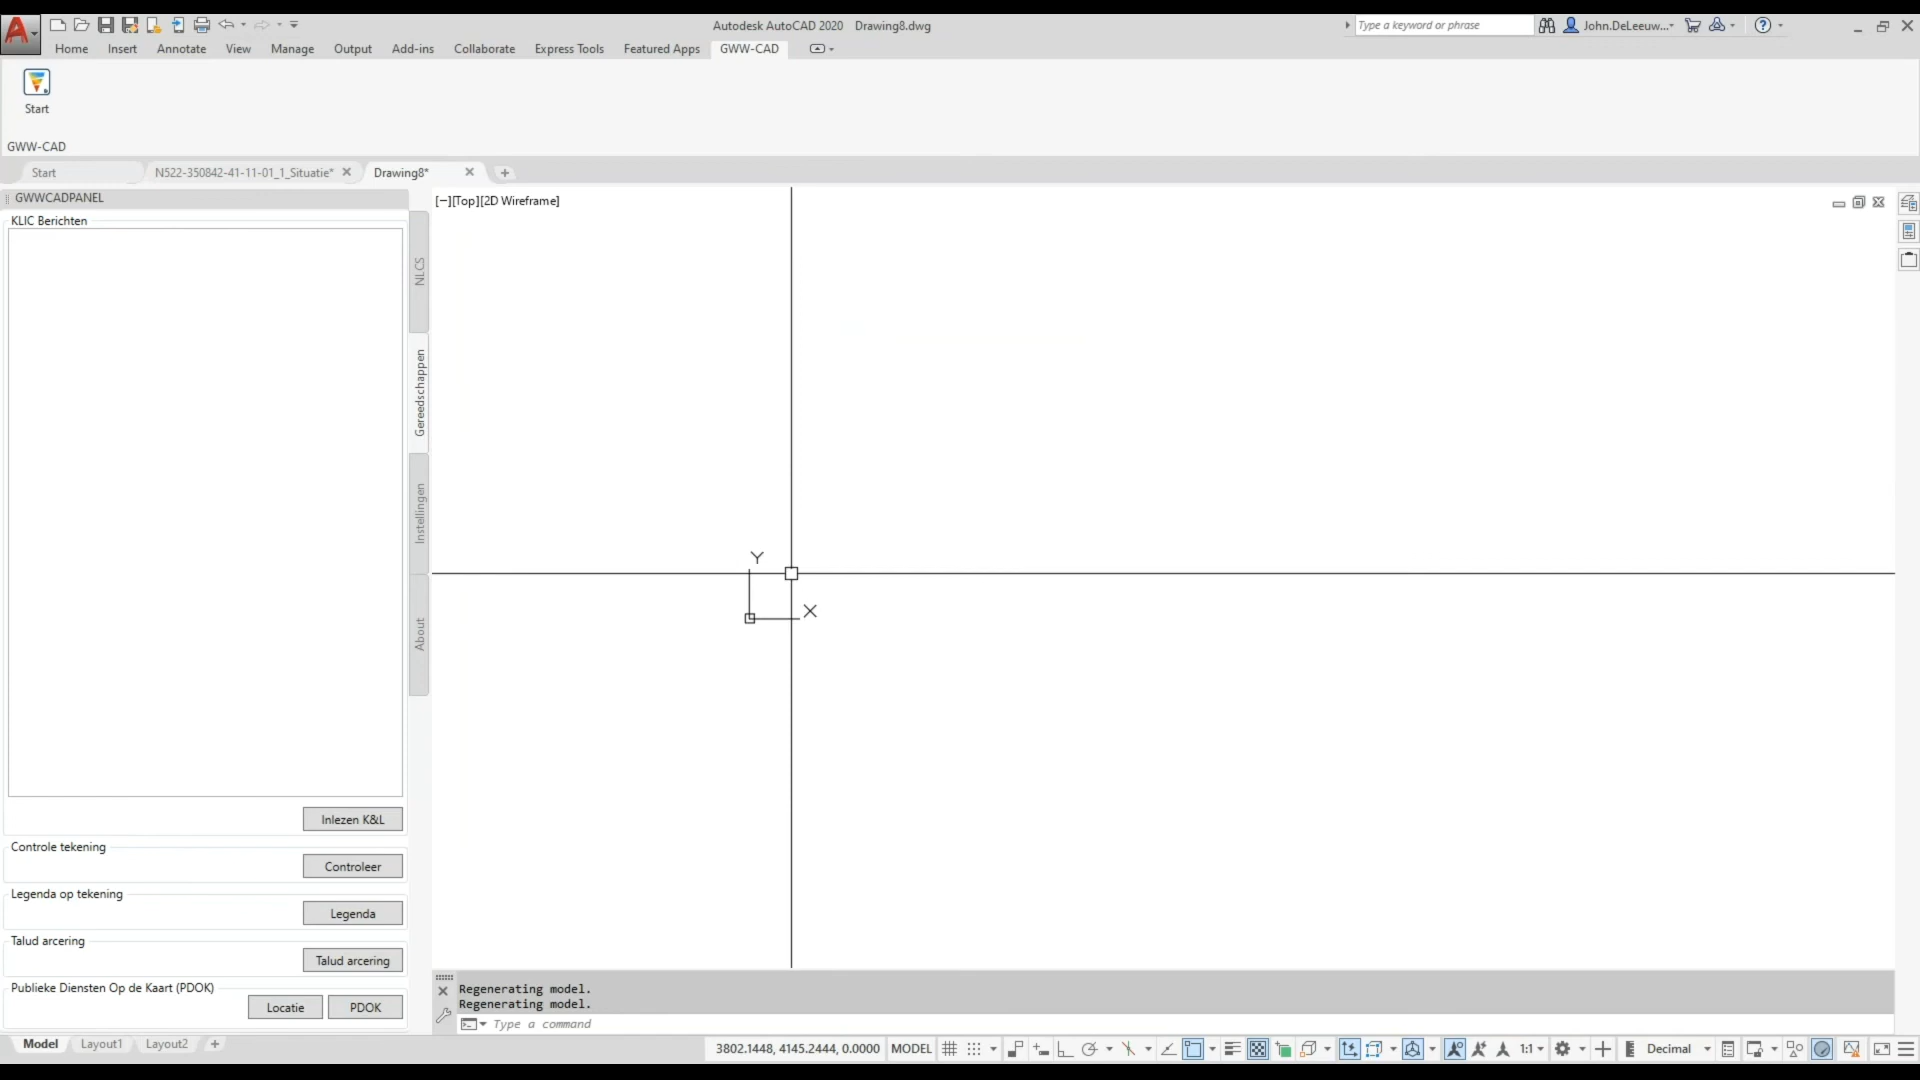 Autodesk AutoCAD 2020 Drawing8.dwg
Type a keyword or phrase
John.DeLeeuw...
Home Insert Annotate View Manage Output Add-ins Collaborate Express Tools Featured Apps GWW-CAD
Start
GWW-CAD
Start N522-350842-41-11-01_1_Situatie* Drawing8*
GWWCADPANEL
[−][Top][2D Wireframe]
KLIC Berichten
NLCS
Gereedschappen
Instellingen
About
Y
X
Inlezen K&L
Controle tekening
Controleer
Legenda op tekening
Legenda
Talud arcering
Talud arcering
Publieke Diensten Op de Kaart (PDOK)
Locatie PDOK
Regenerating model.
Regenerating model.
Type a command
Model Layout1 Layout2
3802.1448, 4145.2444, 0.0000 MODEL 1:1 Decimal